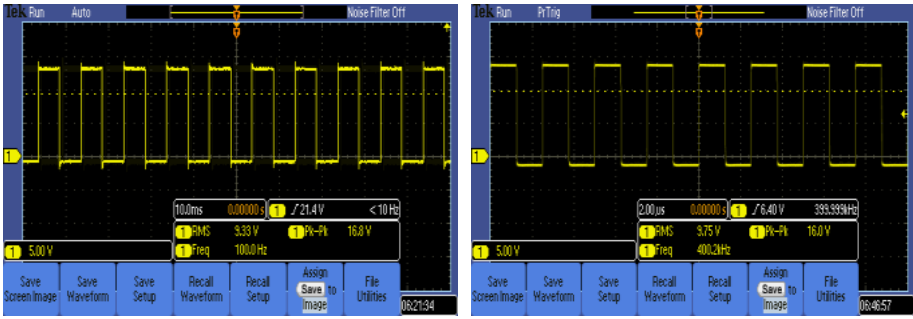 Tek Run Auto Noise Filter Off
1
10.0ms 0.00000 s 1 21.4 V < 10 Hz
1 RMS 9.33 V 1 Pk-Pk 16.8 V
1 Freq 100.0 Hz
1 5.00 V
Save Screen Image
Save Waveform
Save Setup
Recall Waveform
Recall Setup
Assign Save to Image
File Utilities
06:21:34
Tek Run PrTrig Noise Filter Off
1
2.00µs 0.00000 s 1 6.40 V 399.999kHz
1 RMS 9.75 V 1 Pk-Pk 16.0 V
1 Freq 400.2kHz
1 5.00 V
Save Screen Image
Save Waveform
Save Setup
Recall Waveform
Recall Setup
Assign Save to Image
File Utilities
06:46:57